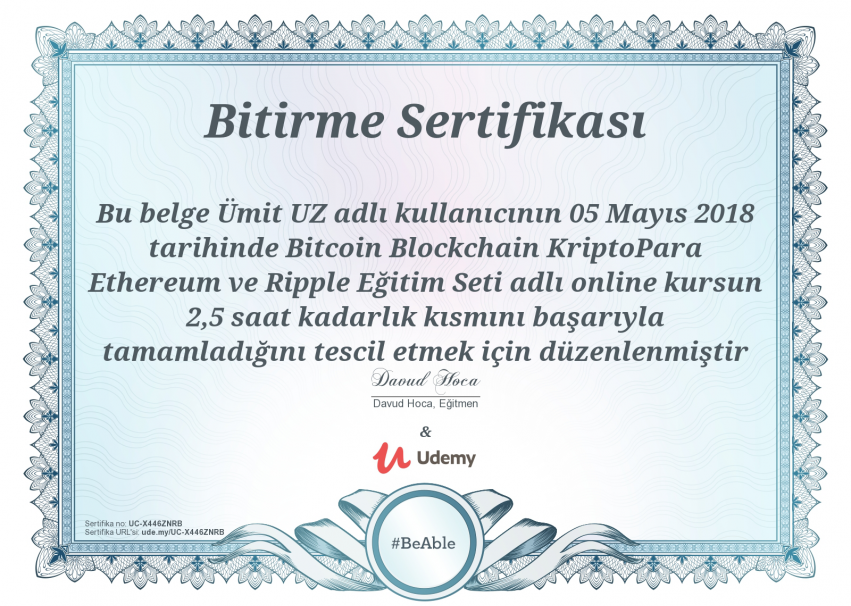 Bitirme Sertifikası
Bu belge Ümit UZ adlı kullanıcının 05 Mayıs 2018
tarihinde Bitcoin Blockchain KriptoPara
Ethereum ve Ripple Eğitim Seti adlı online kursun
2,5 saat kadarlık kısmını başarıyla
tamamladığını tescil etmek için düzenlenmiştir
Davud Hoca
Davud Hoca, Eğitmen
&
Udemy
Sertifika no: UC-X446ZNRB
Sertifika URL'si: ude.my/UC-X446ZNRB
#BeAble